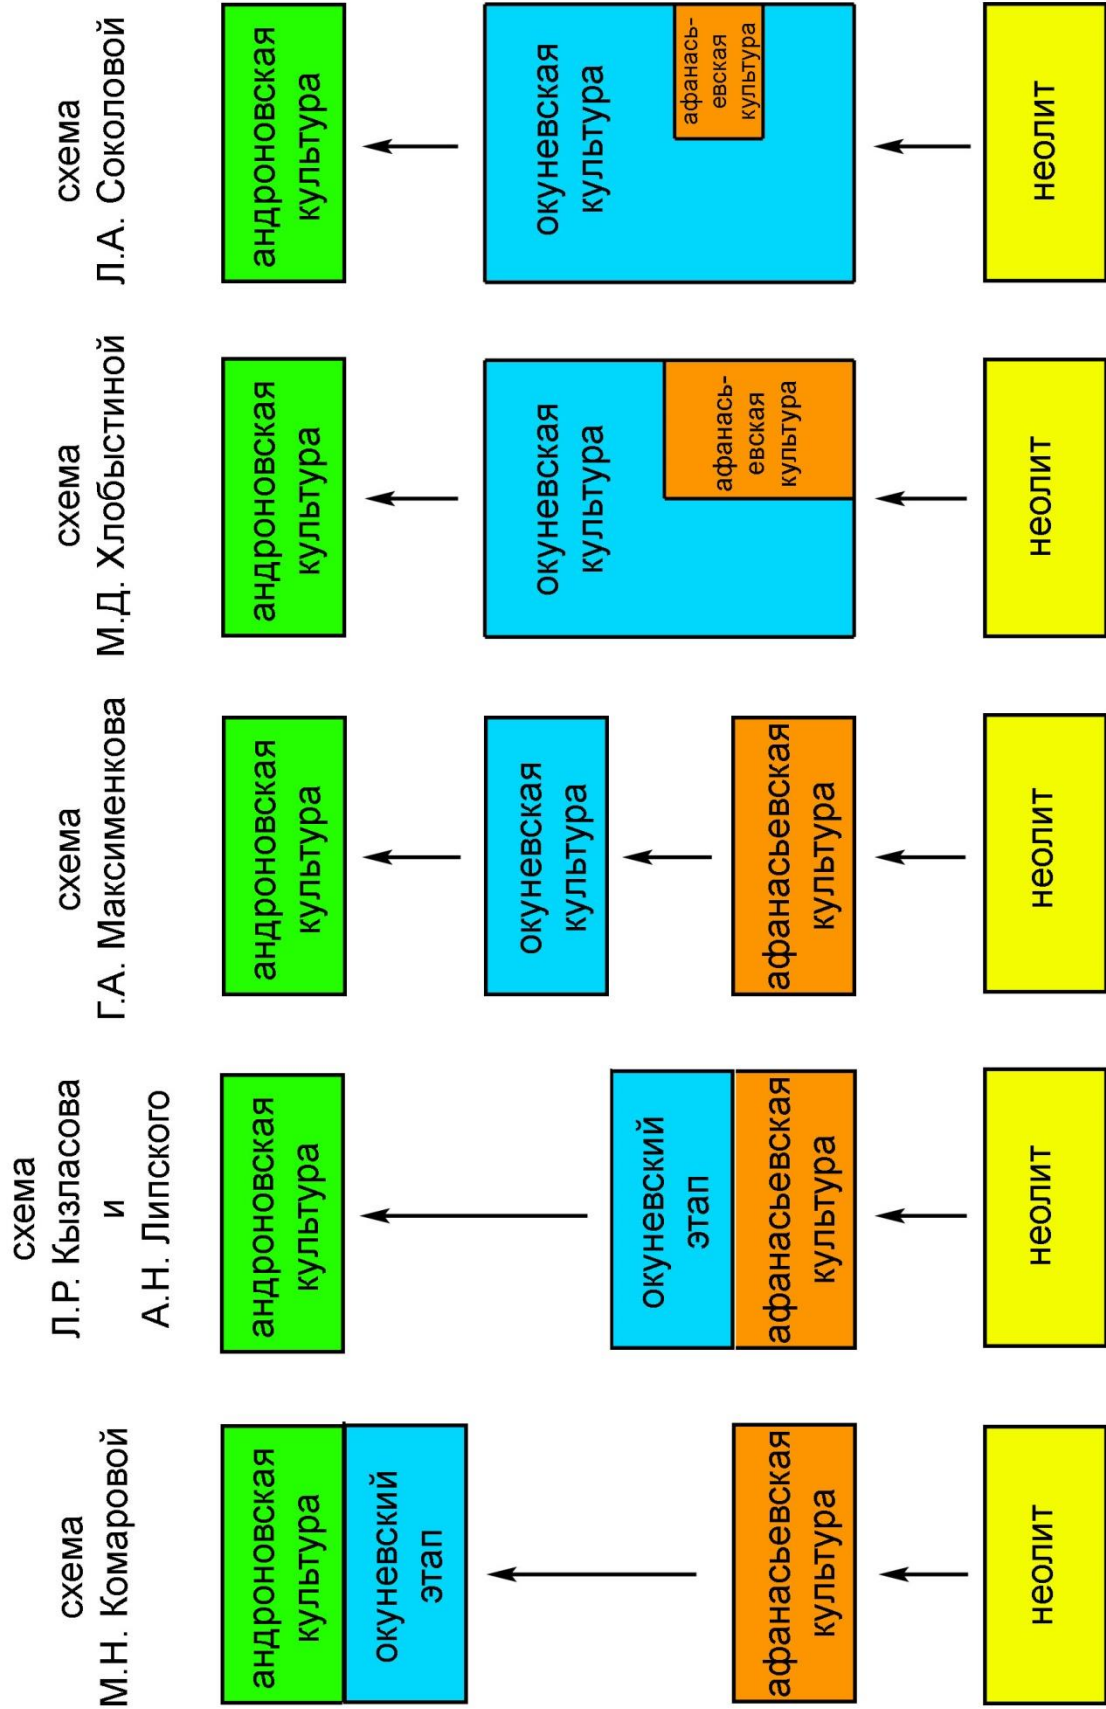 схема
М.Н. Комаровой
андроновская
культура
окуневский
этап
афанасьевская
культура
неолит
схема
Л.Р. Кызласова
и
А.Н. Липского
андроновская
культура
окуневский
этап
афанасьевская
культура
неолит
схема
Г.А. Максименкова
андроновская
культура
окуневская
культура
афанасьевская
культура
неолит
схема
М.Д. Хлобыстиной
андроновская
культура
окуневская
культура
афанась-
евская
культура
неолит
схема
Л.А. Соколовой
андроновская
культура
окуневская
культура
афанась-
евская
культура
неолит